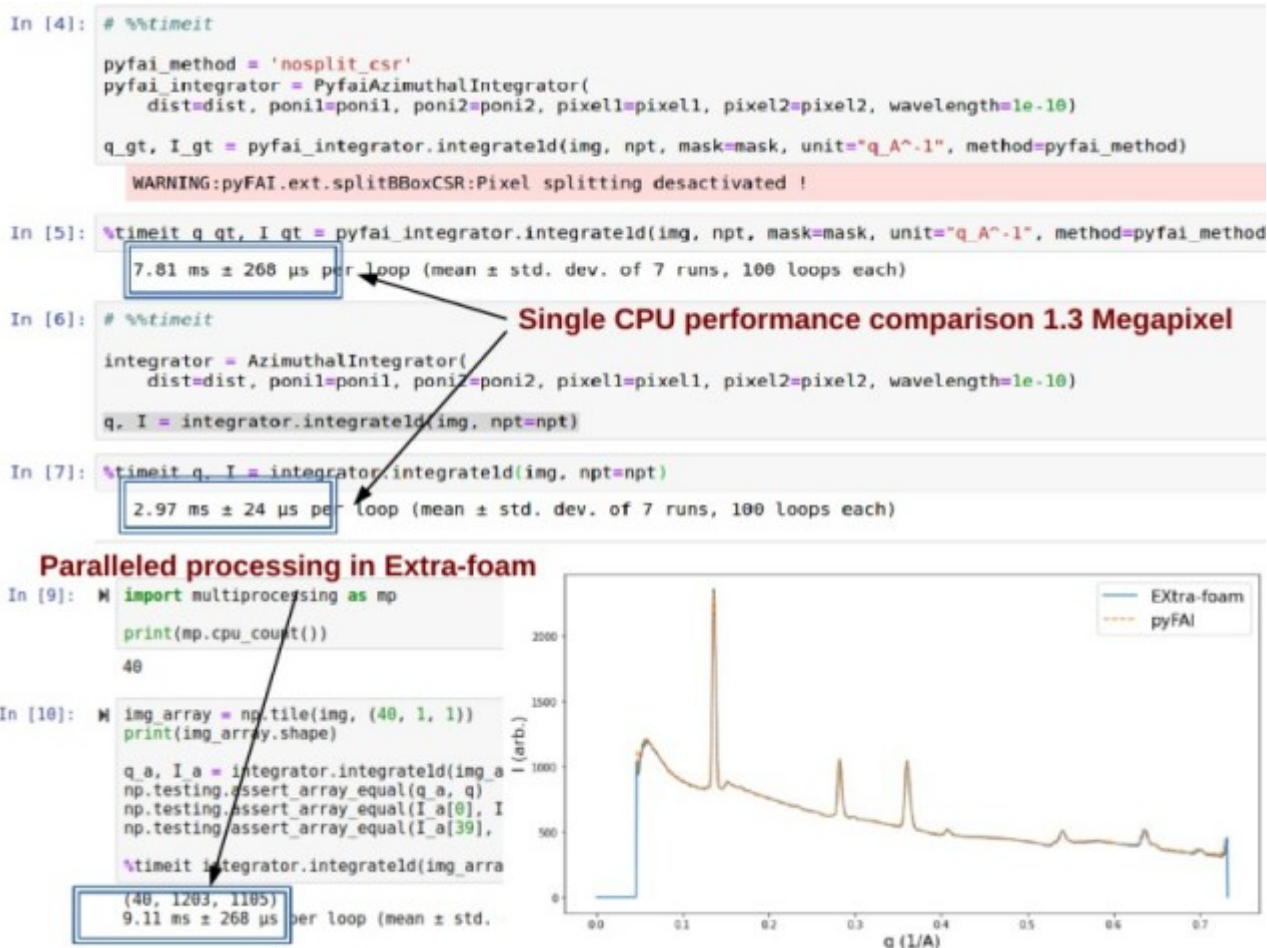 In [4]: # %%timeit
pyfai_method = 'nosplit_csr'
pyfai_integrator = PyfaiAzimuthalIntegrator(
dist=dist, poni1=poni1, poni2=poni2, pixel1=pixel1, pixel2=pixel2, wavelength=1e-10)
q_gt, I_gt = pyfai_integrator.integrate1d(img, npt, mask=mask, unit="q_A^-1", method=pyfai_method)
WARNING:pyFAI.ext.splitBBoxCSR:Pixel splitting desactivated !
In [5]: %timeit q_gt, I_gt = pyfai_integrator.integrate1d(img, npt, mask=mask, unit="q_A^-1", method=pyfai_method
7.81 ms ± 268 µs per loop (mean ± std. dev. of 7 runs, 100 loops each)
In [6]: # %%timeit
Single CPU performance comparison 1.3 Megapixel
integrator = AzimuthalIntegrator(
dist=dist, poni1=poni1, poni2=poni2, pixel1=pixel1, pixel2=pixel2, wavelength=1e-10)
q, I = integrator.integrate1d(img, npt=npt)
In [7]: %timeit q, I = integrator.integrate1d(img, npt=npt)
2.97 ms ± 24 µs per loop (mean ± std. dev. of 7 runs, 100 loops each)
Paralleled processing in Extra-foam
In [9]: import multiprocessing as mp
print(mp.cpu_count())
40
In [10]: img_array = np.tile(img, (40, 1, 1))
print(img_array.shape)
q_a, I_a = integrator.integrate1d(img_a
np.testing.assert_array_equal(q_a, q)
np.testing.assert_array_equal(I_a[0], I
np.testing.assert_array_equal(I_a[39],
%timeit integrator.integrate1d(img_arra
(40, 1203, 1105)
9.11 ms ± 268 µs per loop (mean ± std.
EXtra-foam
pyFAI
2000
1500
1000
500
0
I (arb.)
0.0 0.1 0.2 0.3 0.4 0.5 0.6 0.7
q (1/A)